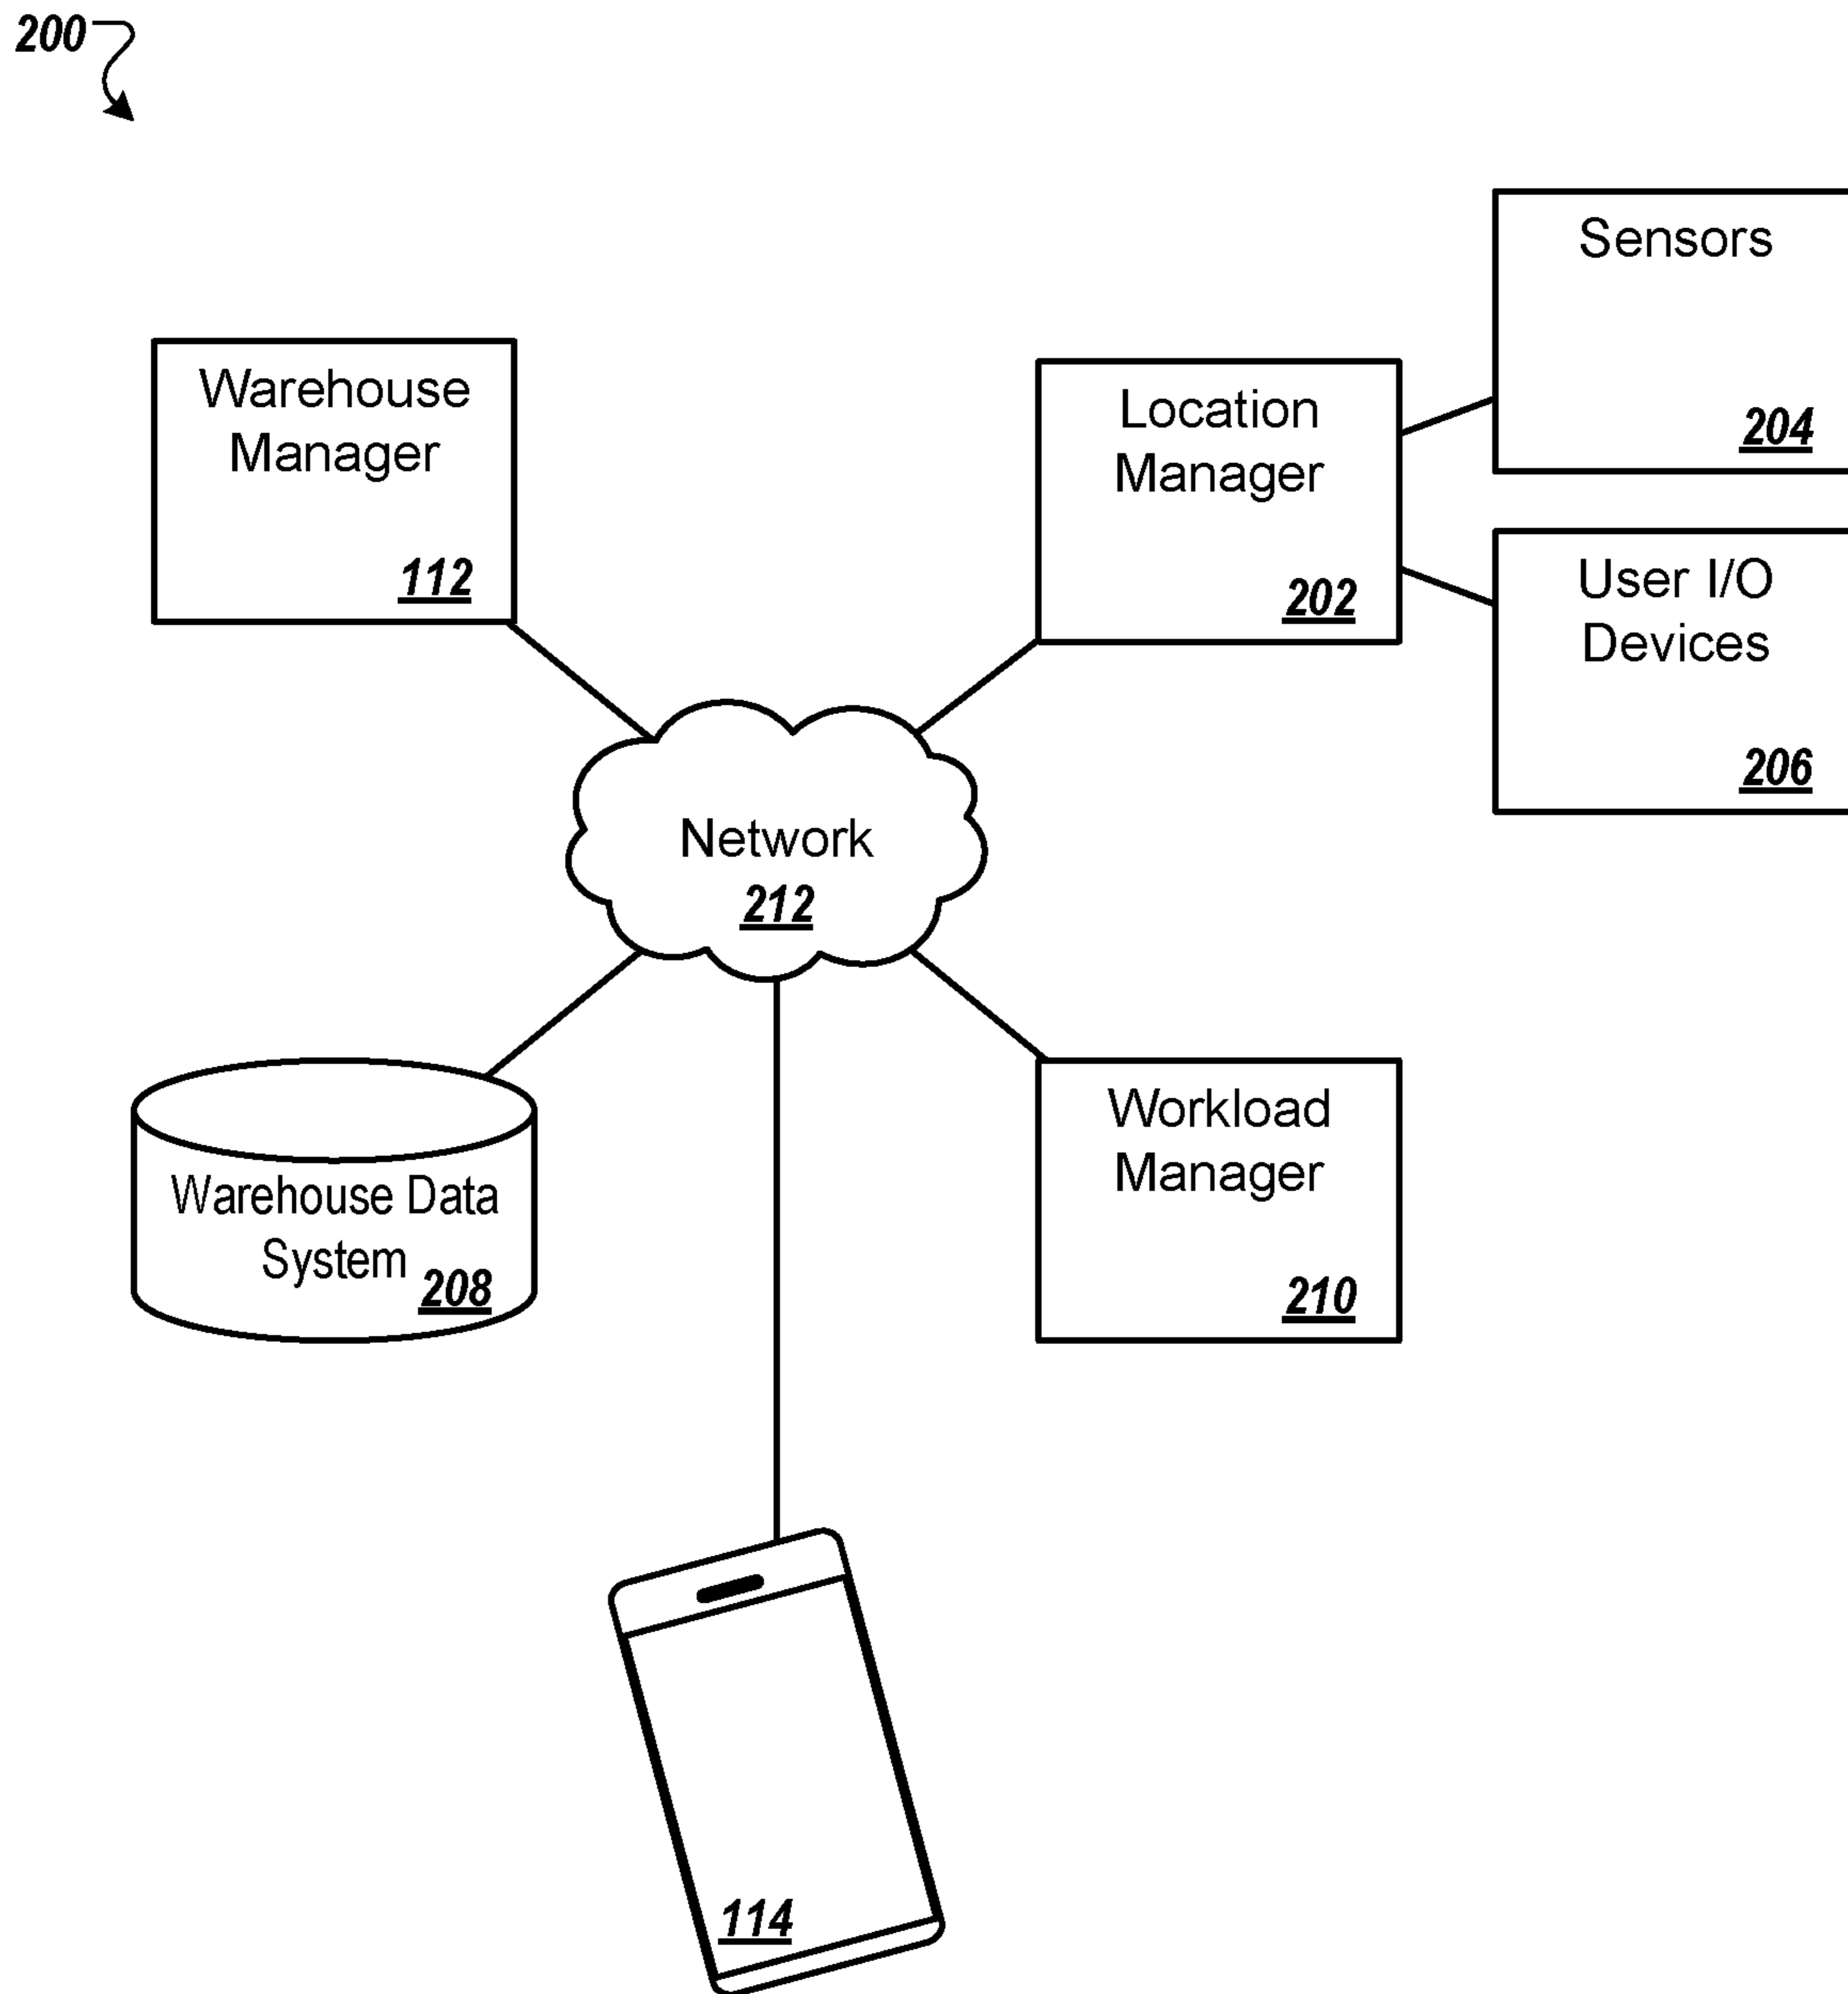 200
Sensors
204
Warehouse
Manager
112
Location
Manager
202
User I/O
Devices
206
Network
212
Warehouse Data
System
208
Workload
Manager
210
114